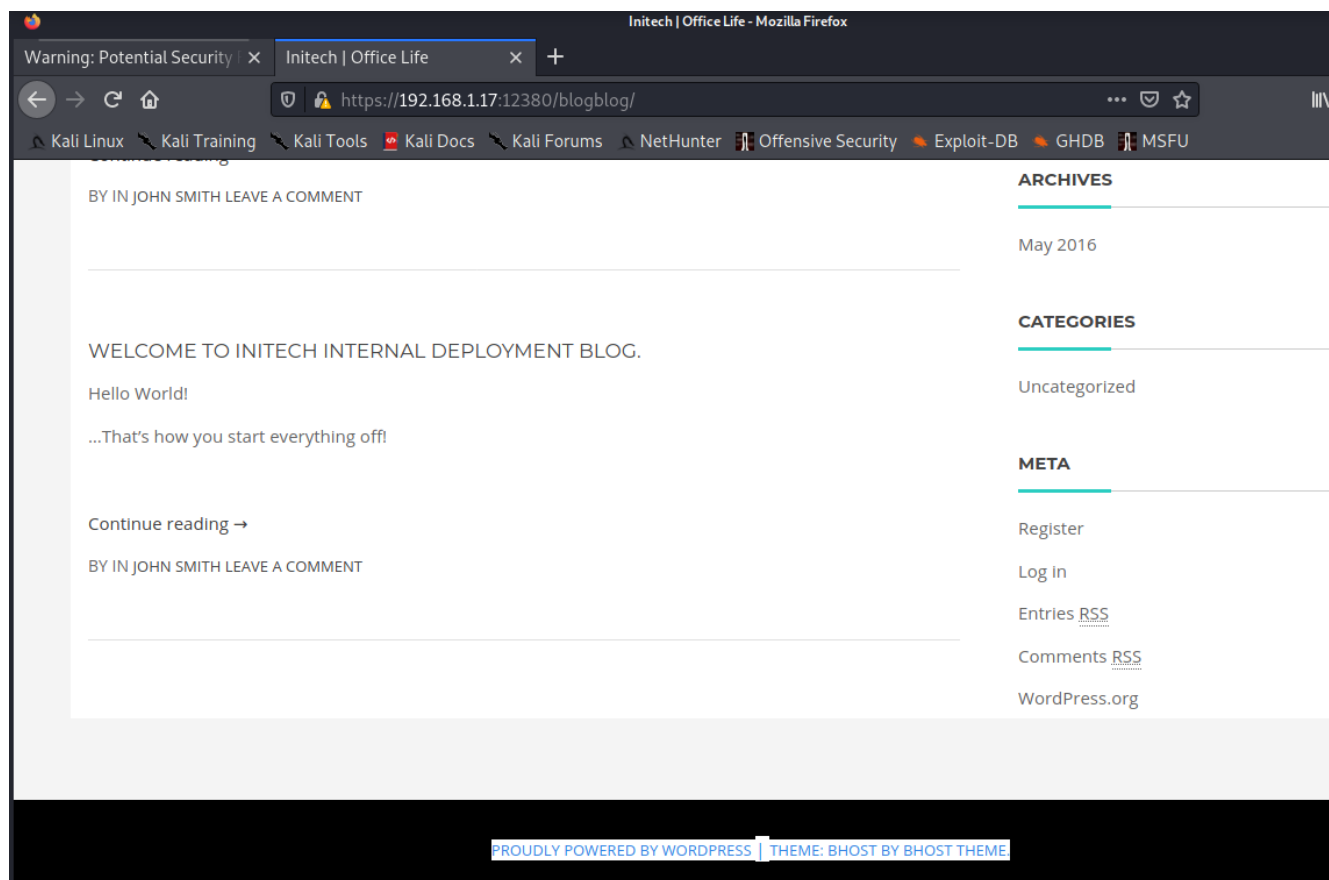 Initech | Office Life - Mozilla Firefox
Warning: Potential Security
Initech | Office Life
https://192.168.1.17:12380/blogblog/
Kali Linux Kali Training Kali Tools Kali Docs Kali Forums NetHunter Offensive Security Exploit-DB GHDB MSFU
Continue reading
BY IN JOHN SMITH LEAVE A COMMENT
WELCOME TO INITECH INTERNAL DEPLOYMENT BLOG.
Hello World!
…That’s how you start everything off!
Continue reading →
BY IN JOHN SMITH LEAVE A COMMENT
ARCHIVES
May 2016
CATEGORIES
Uncategorized
META
Register
Log in
Entries RSS
Comments RSS
WordPress.org
PROUDLY POWERED BY WORDPRESS | THEME: BHOST BY BHOST THEME.